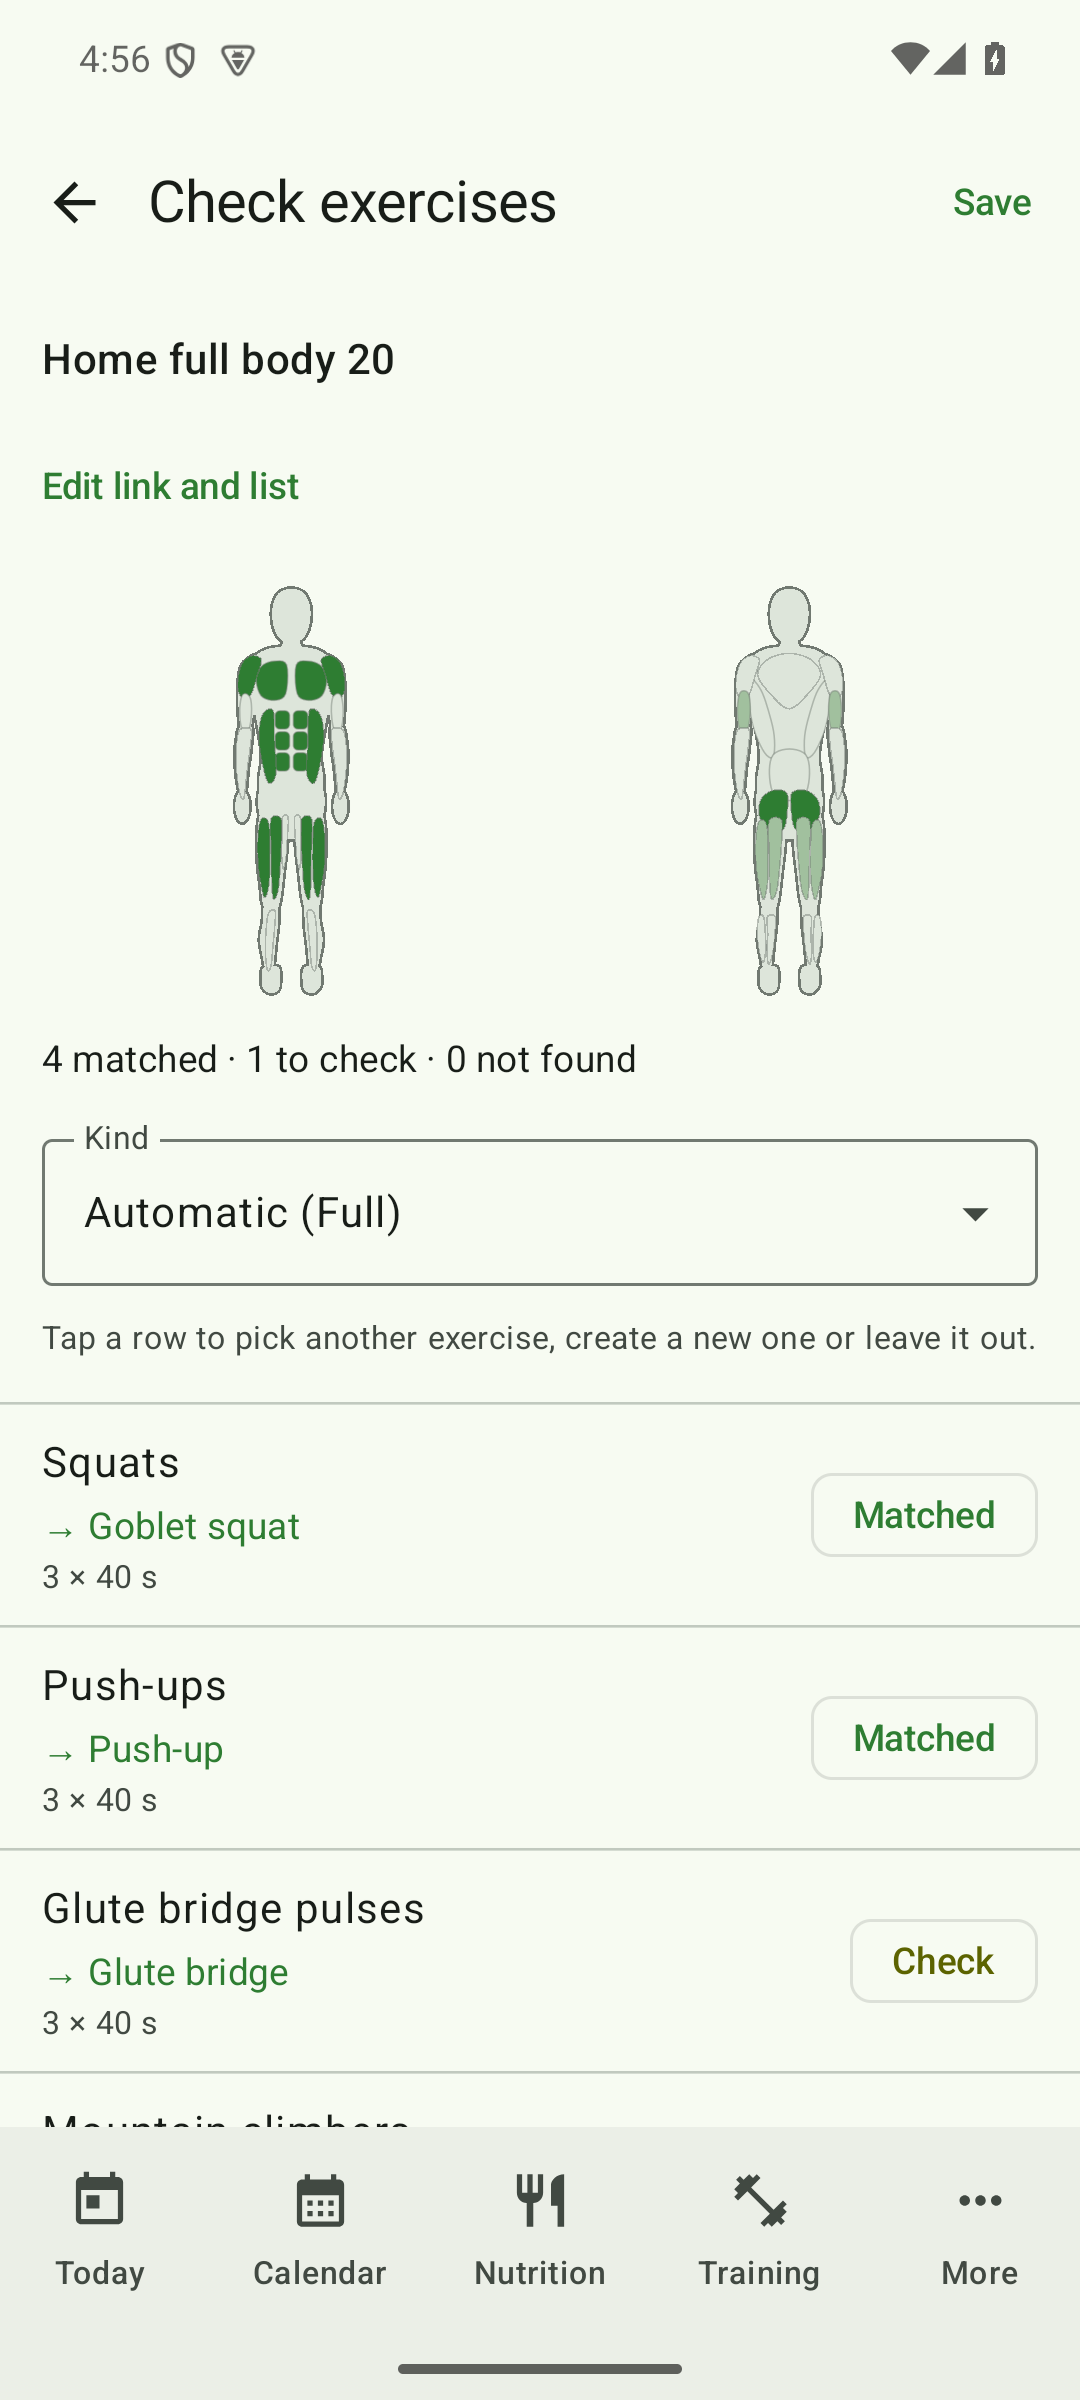 4:56
Check exercises
Save
Home full body 20
Edit link and list
4 matched · 1 to check · 0 not found
Kind
Automatic (Full)
Tap a row to pick another exercise, create a new one or leave it out.
Squats
→ Goblet squat
3 × 40 s
Matched
Push-ups
→ Push-up
3 × 40 s
Matched
Glute bridge pulses
→ Glute bridge
3 × 40 s
Check
Mountain climbers
Today
Calendar
Nutrition
Training
More